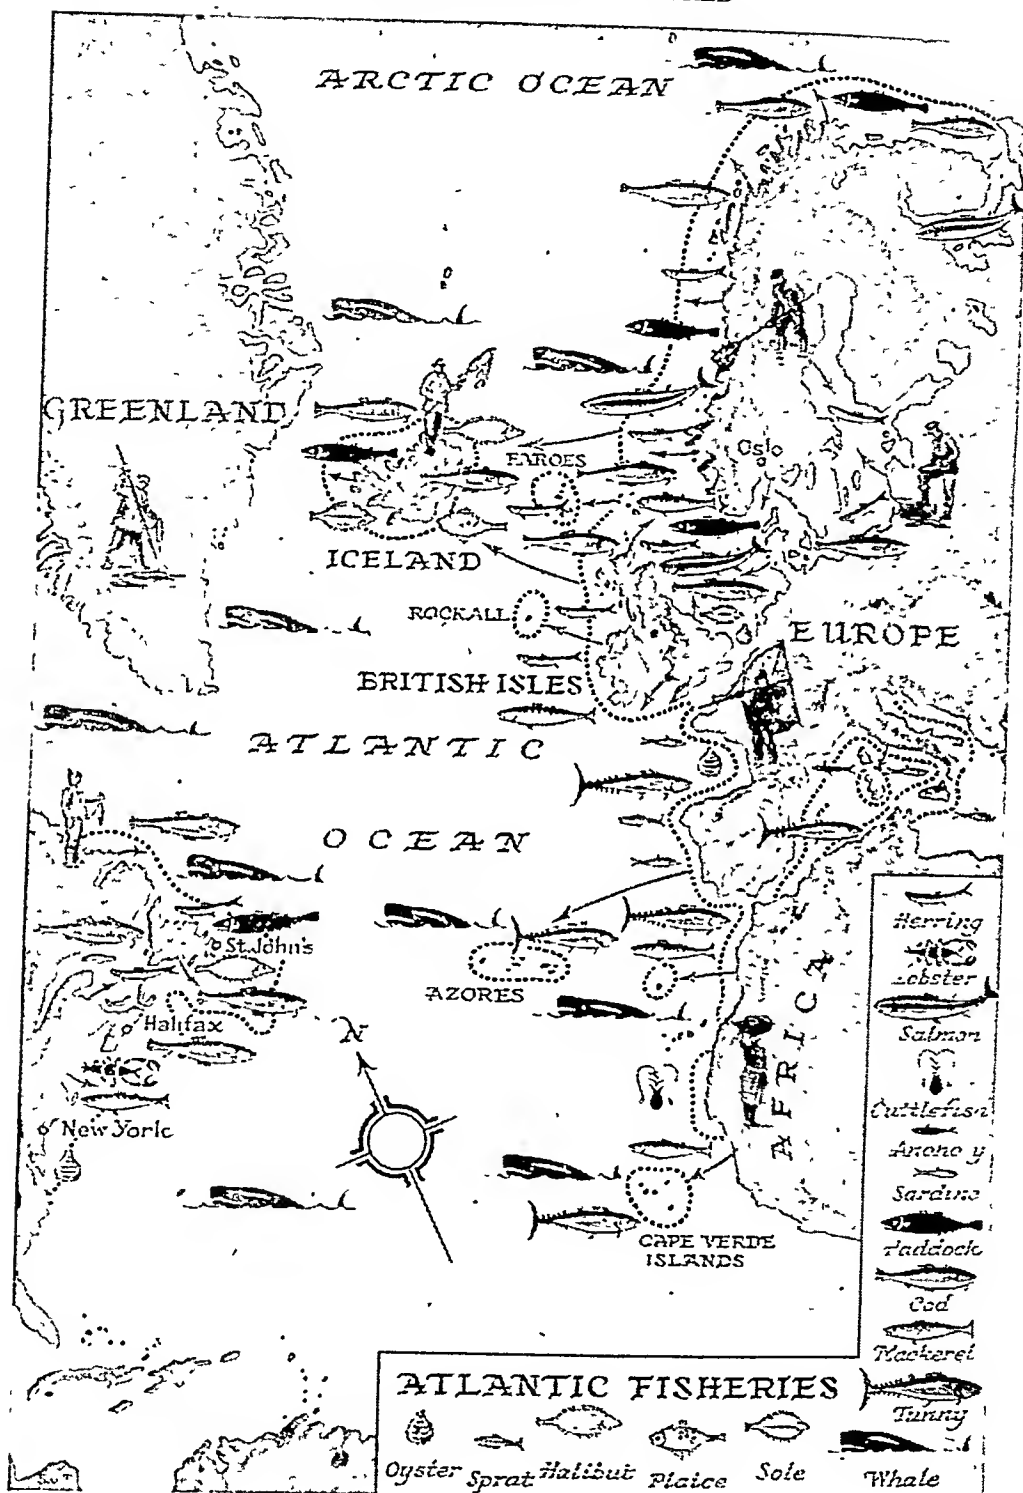 ARCTIC OCEAN
GREENLAND
Oslo
FAROES
ICELAND
ROCKALL
EUROPE
BRITISH ISLES
ATLANTIC
OCEAN
St. John's
AZORES
Halifax
N
AFRICA
New York
CAPE VERDE
ISLANDS
Herring
Lobster
Salmon
Cuttlefish
Sardine
Cod
Mackerel
Tunny
ATLANTIC FISHERIES
Oyster
Sprat
Halibut
Plaice
Sole
Whale